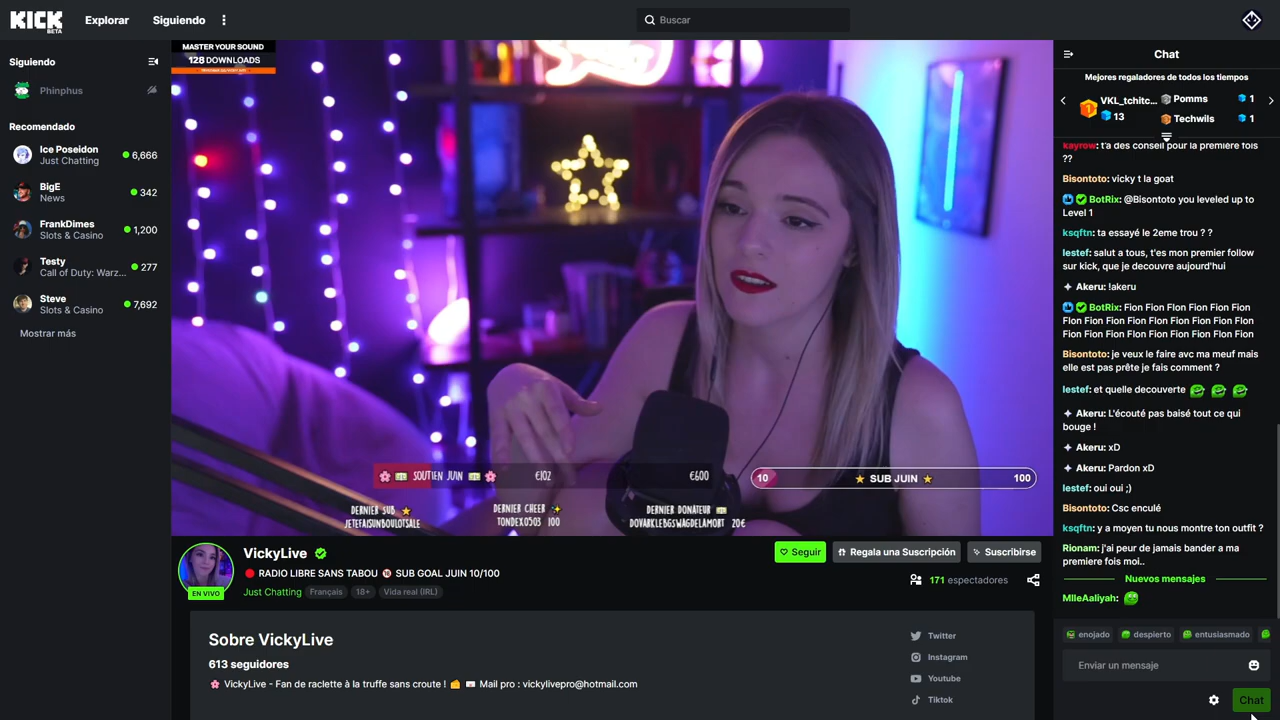 KICK
BETA
Explorar
Siguiendo
Buscar
Siguiendo
Phinphus
Recomendado
Ice Poseidon
Just Chatting
6,666
BigE
News
342
FrankDimes
Slots & Casino
1,200
Testy
Call of Duty: Warz...
277
Steve
Slots & Casino
7,692
Mostrar más
MASTER YOUR SOUND
128 DOWNLOADS
SOUTIEN JUIN
€102
€600
10
SUB JUIN
100
DERNIER SUB
JETEFAISUNBOULOTSALE
DERNIER CHEER
TONDEX0503 100
DERNIER DONATEUR
DOVARKLEBGSWAGDELAMORT 20€
EN VIVO
VickyLive
RADIO LIBRE SANS TABOU 🔞 SUB GOAL JUIN 10/100
Just Chatting
Français
18+
Vida real (IRL)
Seguir
Regala una Suscripción
Suscribirse
171 espectadores
Sobre VickyLive
613 seguidores
🌸 VickyLive - Fan de raclette à la truffe sans croute ! 🧀 📧 Mail pro : vickylivepro@hotmail.com
Twitter
Instagram
Youtube
Tiktok
Chat
Mejores regaladores de todos los tiempos
1
VKL_tchitc...
13
Pomms
1
Techwils
1
kayrow: t'a des conseil pour la premiere fois
??
Bisontoto: vicky t la goat
BotRix: @Bisontoto you leveled up to
Level 1
ksqftn: ta essayé le 2eme trou ? ?
lestef: salut a tous, t'es mon premier follow
sur kick, que je decouvre aujourd'hui
Akeru: !akeru
BotRix: Fion Fion Fion Fion Fion Fion
Fion Fion Fion Fion Fion Fion Fion Fion Fion
Fion Fion Fion Fion Fion Fion Fion Fion Fion
Bisontoto: je veux le faire avc ma meuf mais
elle est pas prête je fais comment ?
lestef: et quelle decouverte
Akeru: L'écouté pas baisé tout ce qui
bouge !
Akeru: xD
Akeru: Pardon xD
lestef: oui oui ;)
Bisontoto: Csc enculé
ksqftn: y a moyen tu nous montre ton outfit ?
Rionam: j'ai peur de jamais bander a ma
premiere fois moi..
Nuevos mensajes
MlleAaliyah:
enojado
despierto
entusiasmado
Enviar un mensaje
Chat